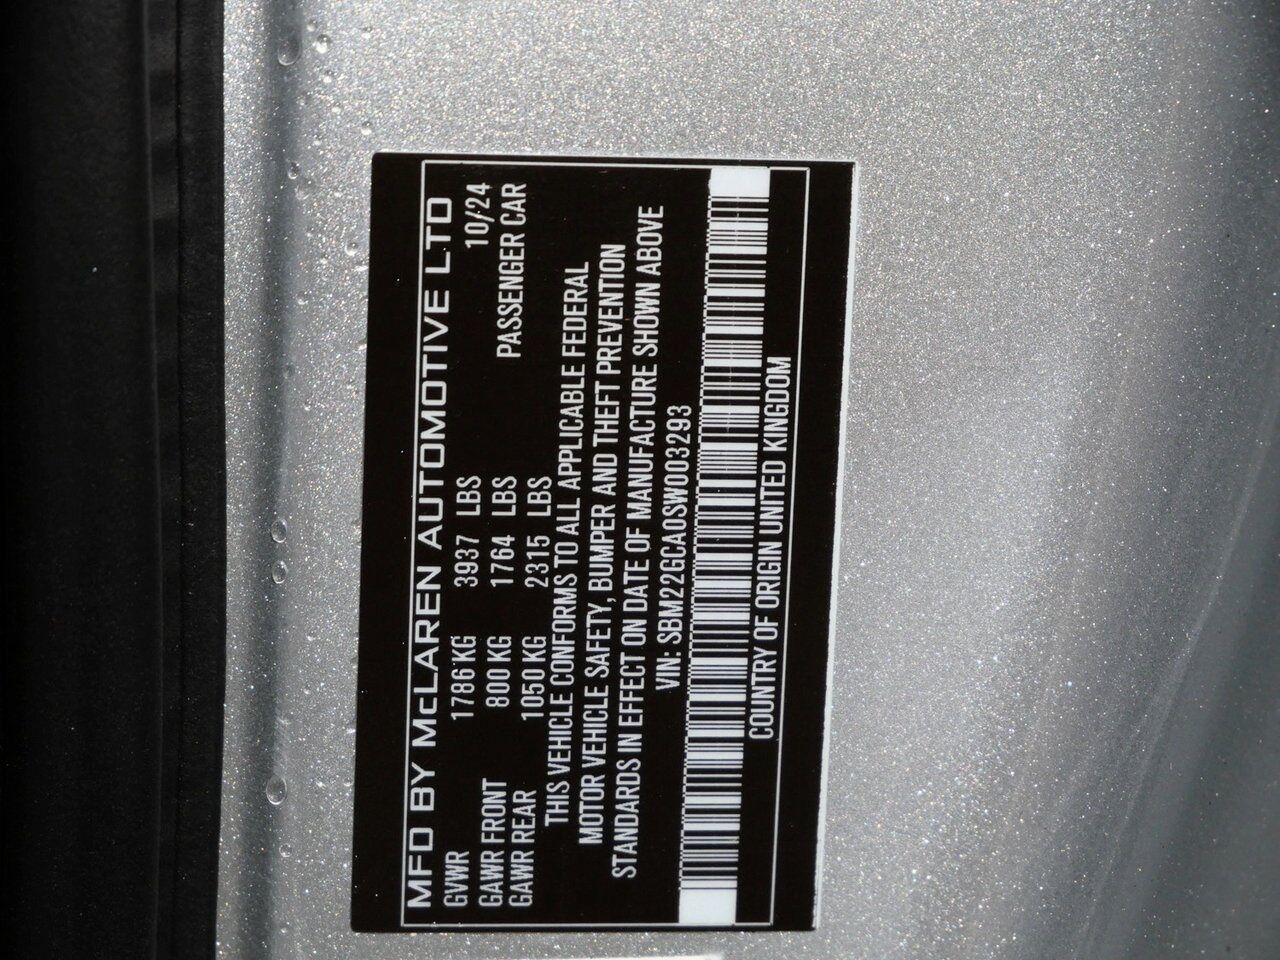 MFD BY McLAREN AUTOMOTIVE LTD
GVWR 1786 KG 3937 LBS 10/24
GAWR FRONT 800 KG 1764 LBS PASSENGER CAR
GAWR REAR 1050 KG 2315 LBS
THIS VEHICLE CONFORMS TO ALL APPLICABLE FEDERAL
MOTOR VEHICLE SAFETY, BUMPER AND THEFT PREVENTION
STANDARDS IN EFFECT ON DATE OF MANUFACTURE SHOWN ABOVE
VIN: SBM22GCA0SW003293
COUNTRY OF ORIGIN UNITED KINGDOM